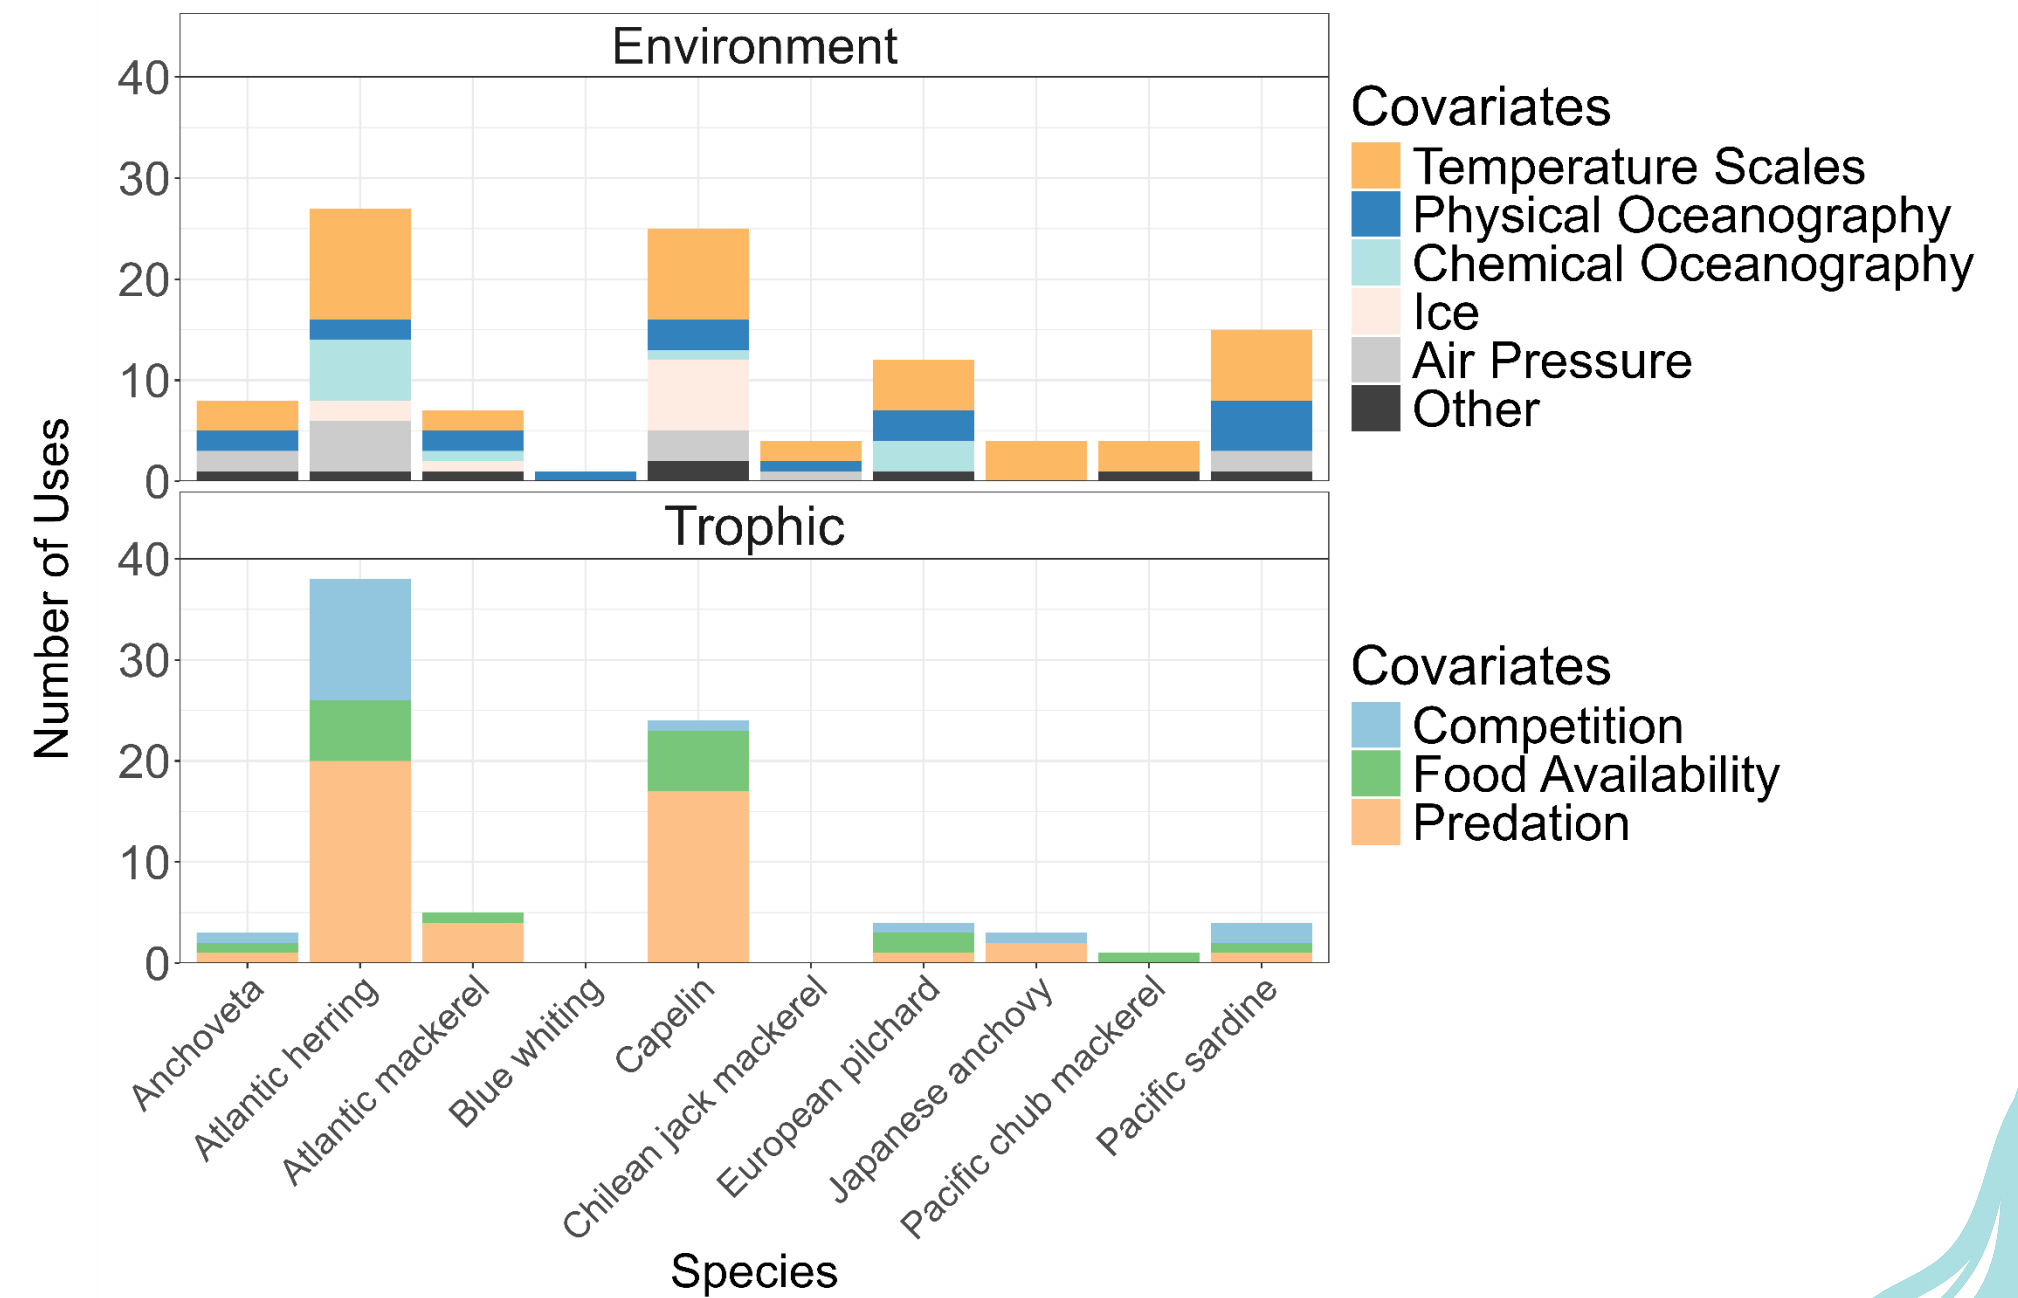 Environment
40
30
20
10
0
Covariates
Temperature Scales
Physical Oceanography
Chemical Oceanography
Ice
Air Pressure
Other
Number of Uses
Trophic
40
30
20
10
0
Covariates
Competition
Food Availability
Predation
Anchoveta
Atlantic herring
Atlantic mackerel
Blue whiting
Capelin
Chilean jack mackerel
European pilchard
Japanese anchovy
Pacific chub mackerel
Pacific sardine
Species